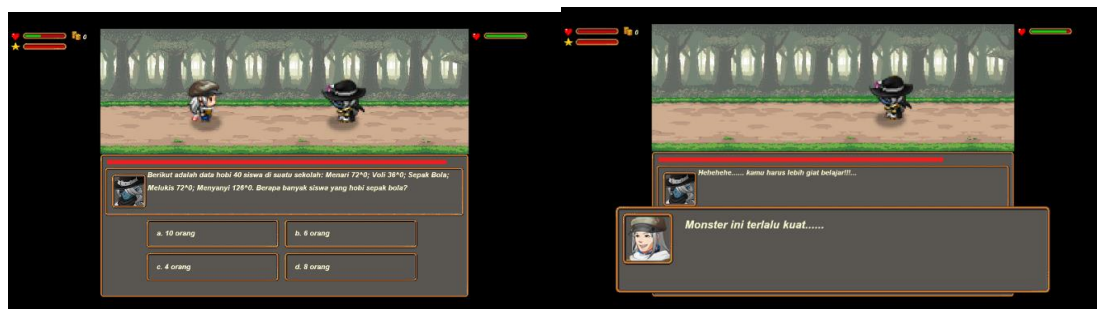 0
Berikut adalah data hobi 40 siswa di suatu sekolah: Menari 72^0; Voli 36^0; Sepak Bola;
Melukis 72^0; Menyanyi 126^0. Berapa banyak siswa yang hobi sepak bola?
a. 10 orang
b. 6 orang
c. 4 orang
d. 8 orang
0
Hehehehe...... kamu harus lebih giat belajar!!!...
Monster ini terlalu kuat......